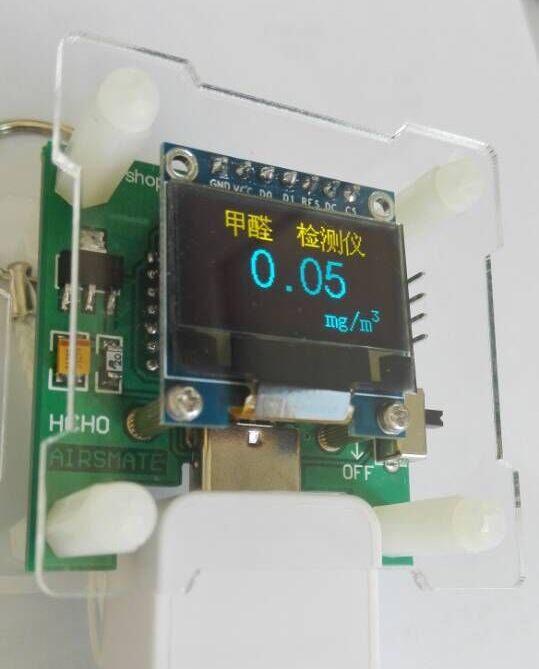 shop
GND VCC D0 D1 RES DC CS
甲醛 检测仪
0.05
mg/m³
HCHO
AIRSMATE
↓
OFF